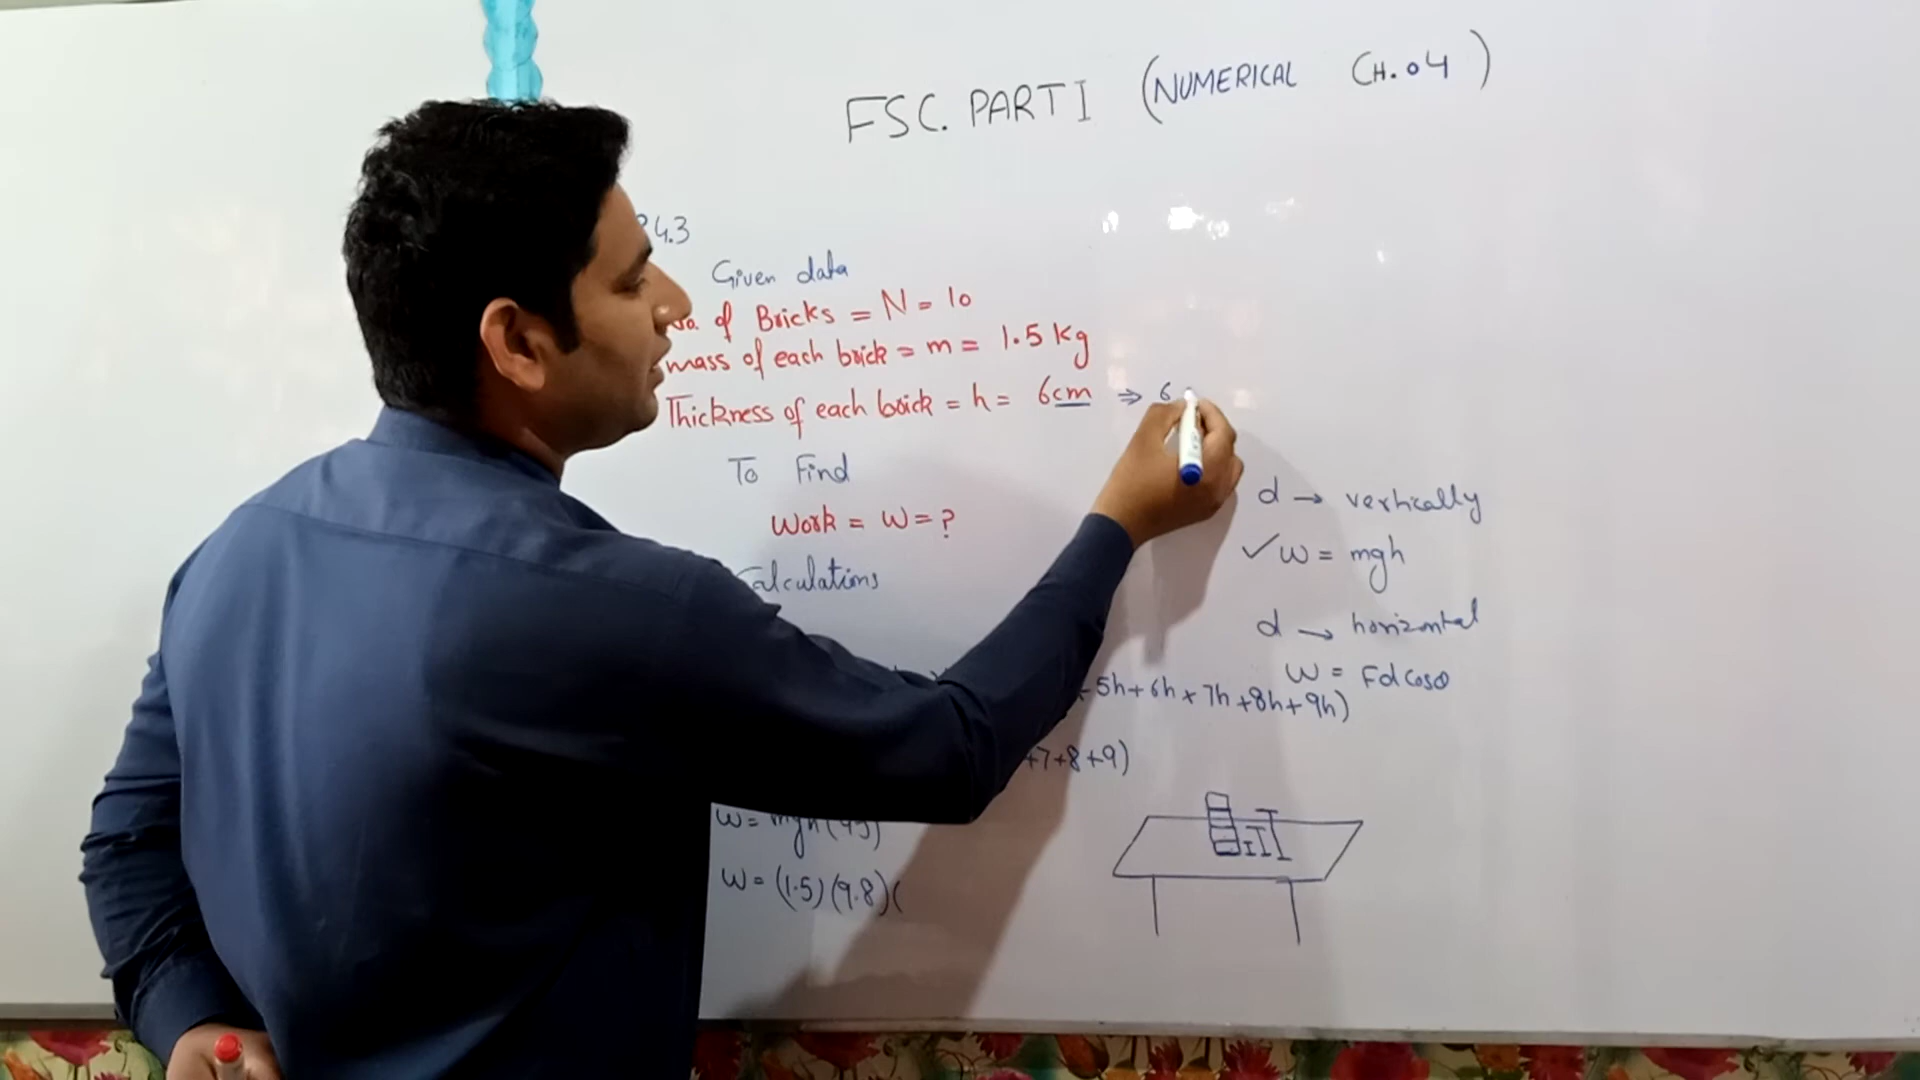 FSC. PART I (NUMERICAL CH.04)
4.3
Given data
No. of Bricks = N = 10
mass of each brick = m = 1.5 kg
Thickness of each brick = h = 6cm ⇒ 6
To Find
Work = W = ?
Calculations
d → vertically
✓ W = mgh
d → horizontal
W = Fd Cosθ
5h+6h+7h+8h+9h)
+7+8+9)
W = mgh(45)
W = (1.5)(9.8)(